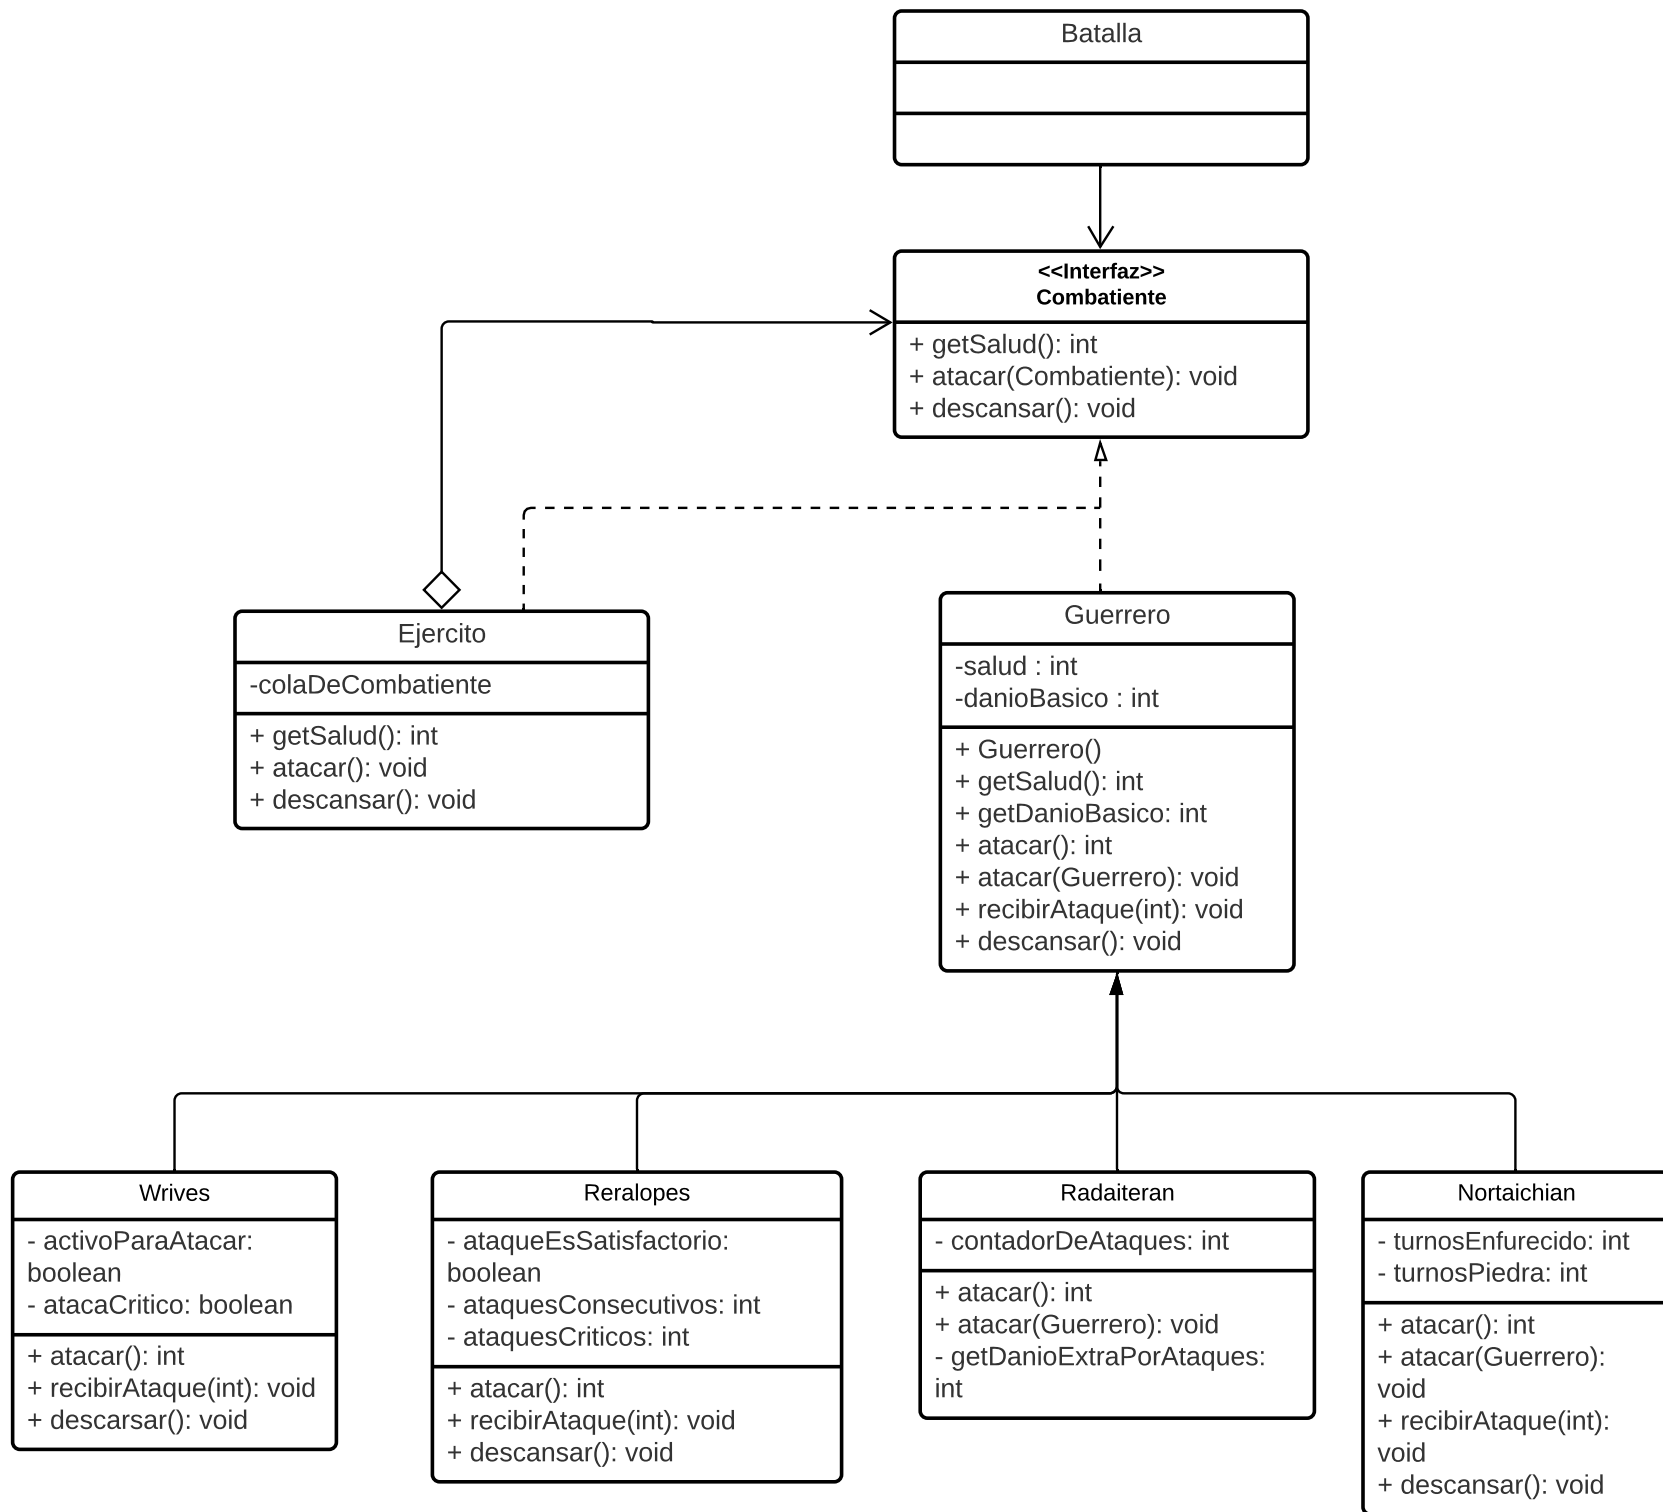 Batalla
<<Interfaz>>
Combatiente
+ getSalud(): int
+ atacar(Combatiente): void
+ descansar(): void
Ejercito
-colaDeCombatiente
+ getSalud(): int
+ atacar(): void
+ descansar(): void
Guerrero
-salud : int
-danioBasico : int
+ Guerrero()
+ getSalud(): int
+ getDanioBasico: int
+ atacar(): int
+ atacar(Guerrero): void
+ recibirAtaque(int): void
+ descansar(): void
Wrives
- activoParaAtacar:
boolean
- atacaCritico: boolean
+ atacar(): int
+ recibirAtaque(int): void
+ descarsar(): void
Reralopes
- ataqueEsSatisfactorio:
boolean
- ataquesConsecutivos: int
- ataquesCriticos: int
+ atacar(): int
+ recibirAtaque(int): void
+ descansar(): void
Radaiteran
- contadorDeAtaques: int
+ atacar(): int
+ atacar(Guerrero): void
- getDanioExtraPorAtaques:
int
Nortaichian
- turnosEnfurecido: int
- turnosPiedra: int
+ atacar(): int
+ atacar(Guerrero):
void
+ recibirAtaque(int):
void
+ descansar(): void